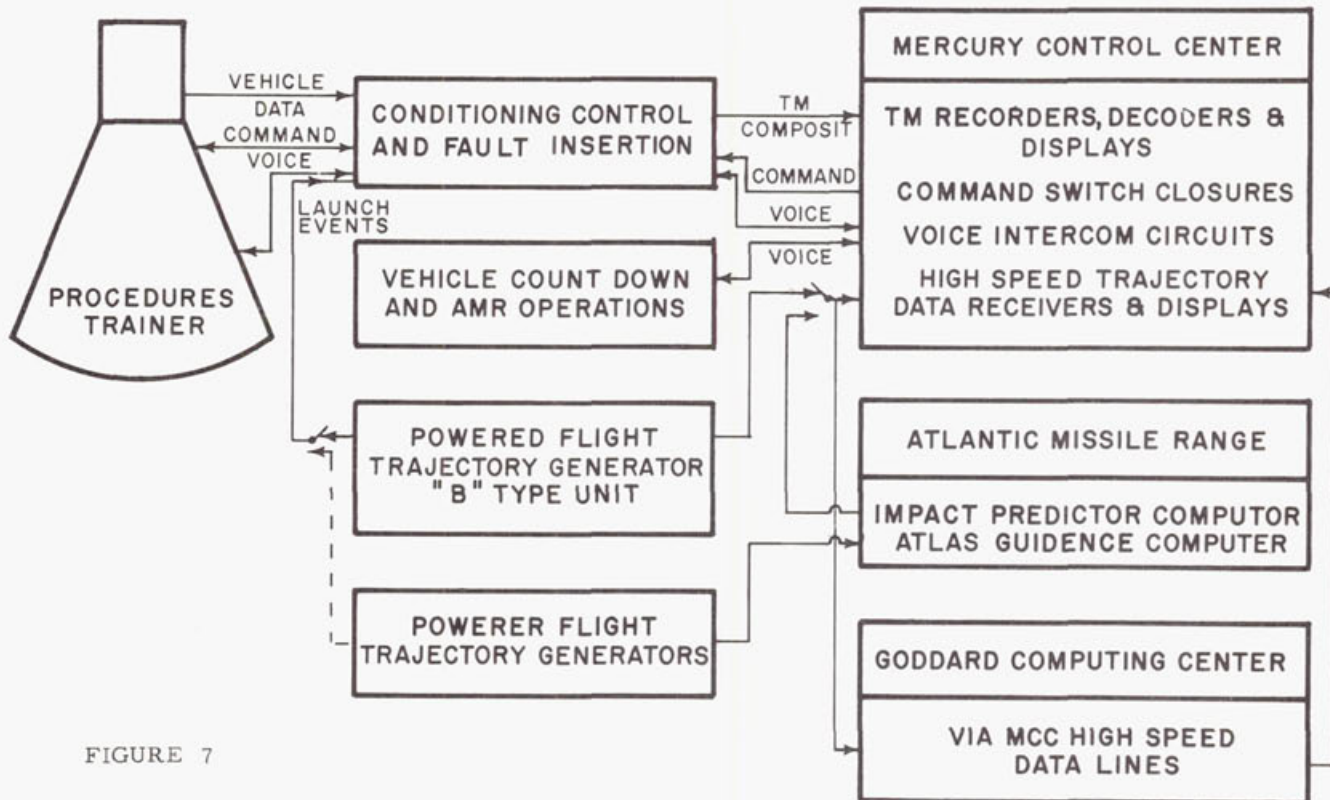 VEHICLE
DATA
COMMAND
VOICE
LAUNCH
EVENTS
PROCEDURES
TRAINER
CONDITIONING CONTROL
AND FAULT INSERTION
TM
COMPOSIT
COMMAND
VOICE
VOICE
VEHICLE COUNT DOWN
AND AMR OPERATIONS
POWERED FLIGHT
TRAJECTORY GENERATOR
"B" TYPE UNIT
POWERER FLIGHT
TRAJECTORY GENERATORS
MERCURY CONTROL CENTER
TM RECORDERS, DECODERS &
DISPLAYS
COMMAND SWITCH CLOSURES
VOICE INTERCOM CIRCUITS
HIGH SPEED TRAJECTORY
DATA RECEIVERS & DISPLAYS
ATLANTIC MISSILE RANGE
IMPACT PREDICTOR COMPUTOR
ATLAS GUIDENCE COMPUTER
GODDARD COMPUTING CENTER
VIA MCC HIGH SPEED
DATA LINES
FIGURE 7